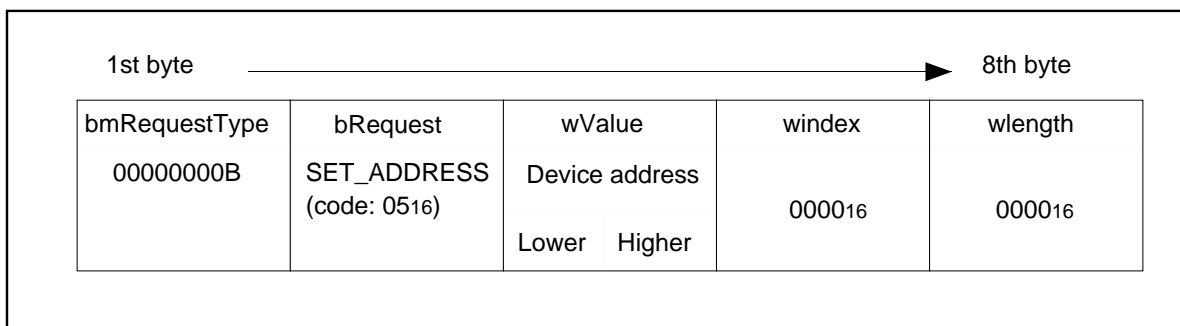 1st byte 8th byte
bmRequestType bRequest wValue windex wlength
00000000B SET_ADDRESS Device address
(code: 0516) 000016 000016
Lower Higher